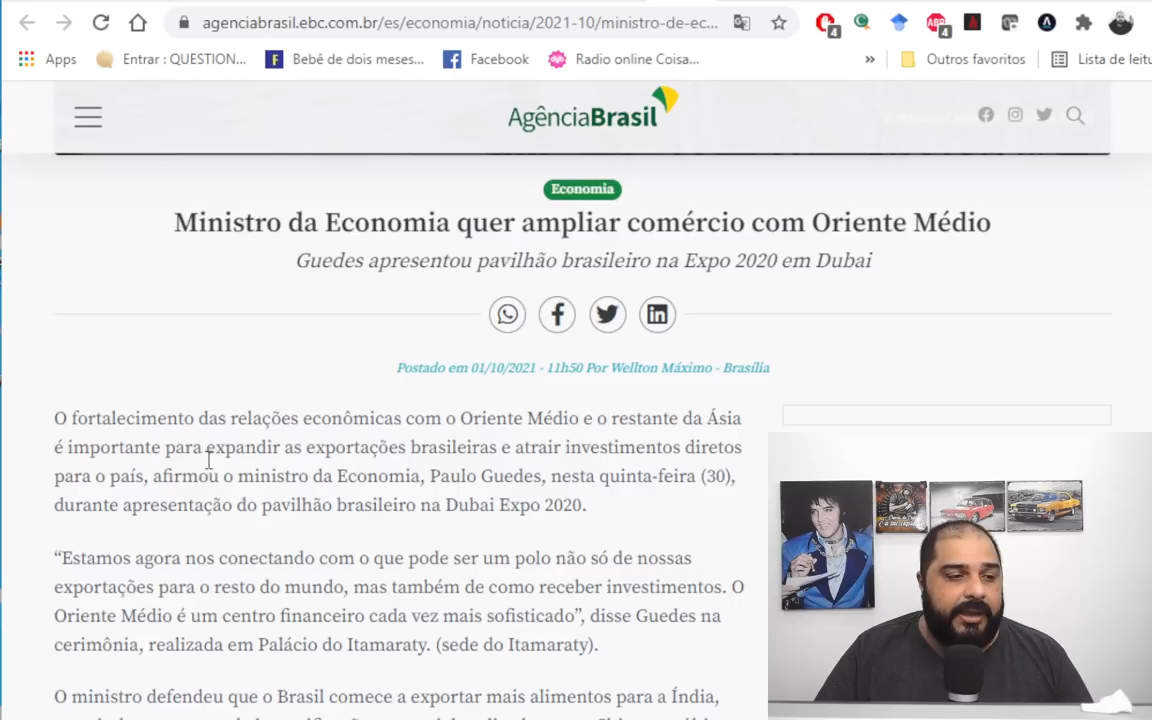 agenciabrasil.ebc.com.br/es/economia/noticia/2021-10/ministro-de-ec...
4
4
Apps
Entrar : QUESTION...
Bebê de dois meses...
Facebook
Radio online Coisa...
»
Outros favoritos
Lista de leitu
AgênciaBrasil
Economia
Ministro da Economia quer ampliar comércio com Oriente Médio
Guedes apresentou pavilhão brasileiro na Expo 2020 em Dubai
Postado em 01/10/2021 - 11h50 Por Wellton Máximo - Brasília
O fortalecimento das relações econômicas com o Oriente Médio e o restante da Ásia
é importante para expandir as exportações brasileiras e atrair investimentos diretos
para o país, afirmou o ministro da Economia, Paulo Guedes, nesta quinta-feira (30),
durante apresentação do pavilhão brasileiro na Dubai Expo 2020.
“Estamos agora nos conectando com o que pode ser um polo não só de nossas
exportações para o resto do mundo, mas também de como receber investimentos. O
Oriente Médio é um centro financeiro cada vez mais sofisticado”, disse Guedes na
cerimônia, realizada em Palácio do Itamaraty. (sede do Itamaraty).
O ministro defendeu que o Brasil comece a exportar mais alimentos para a Índia,